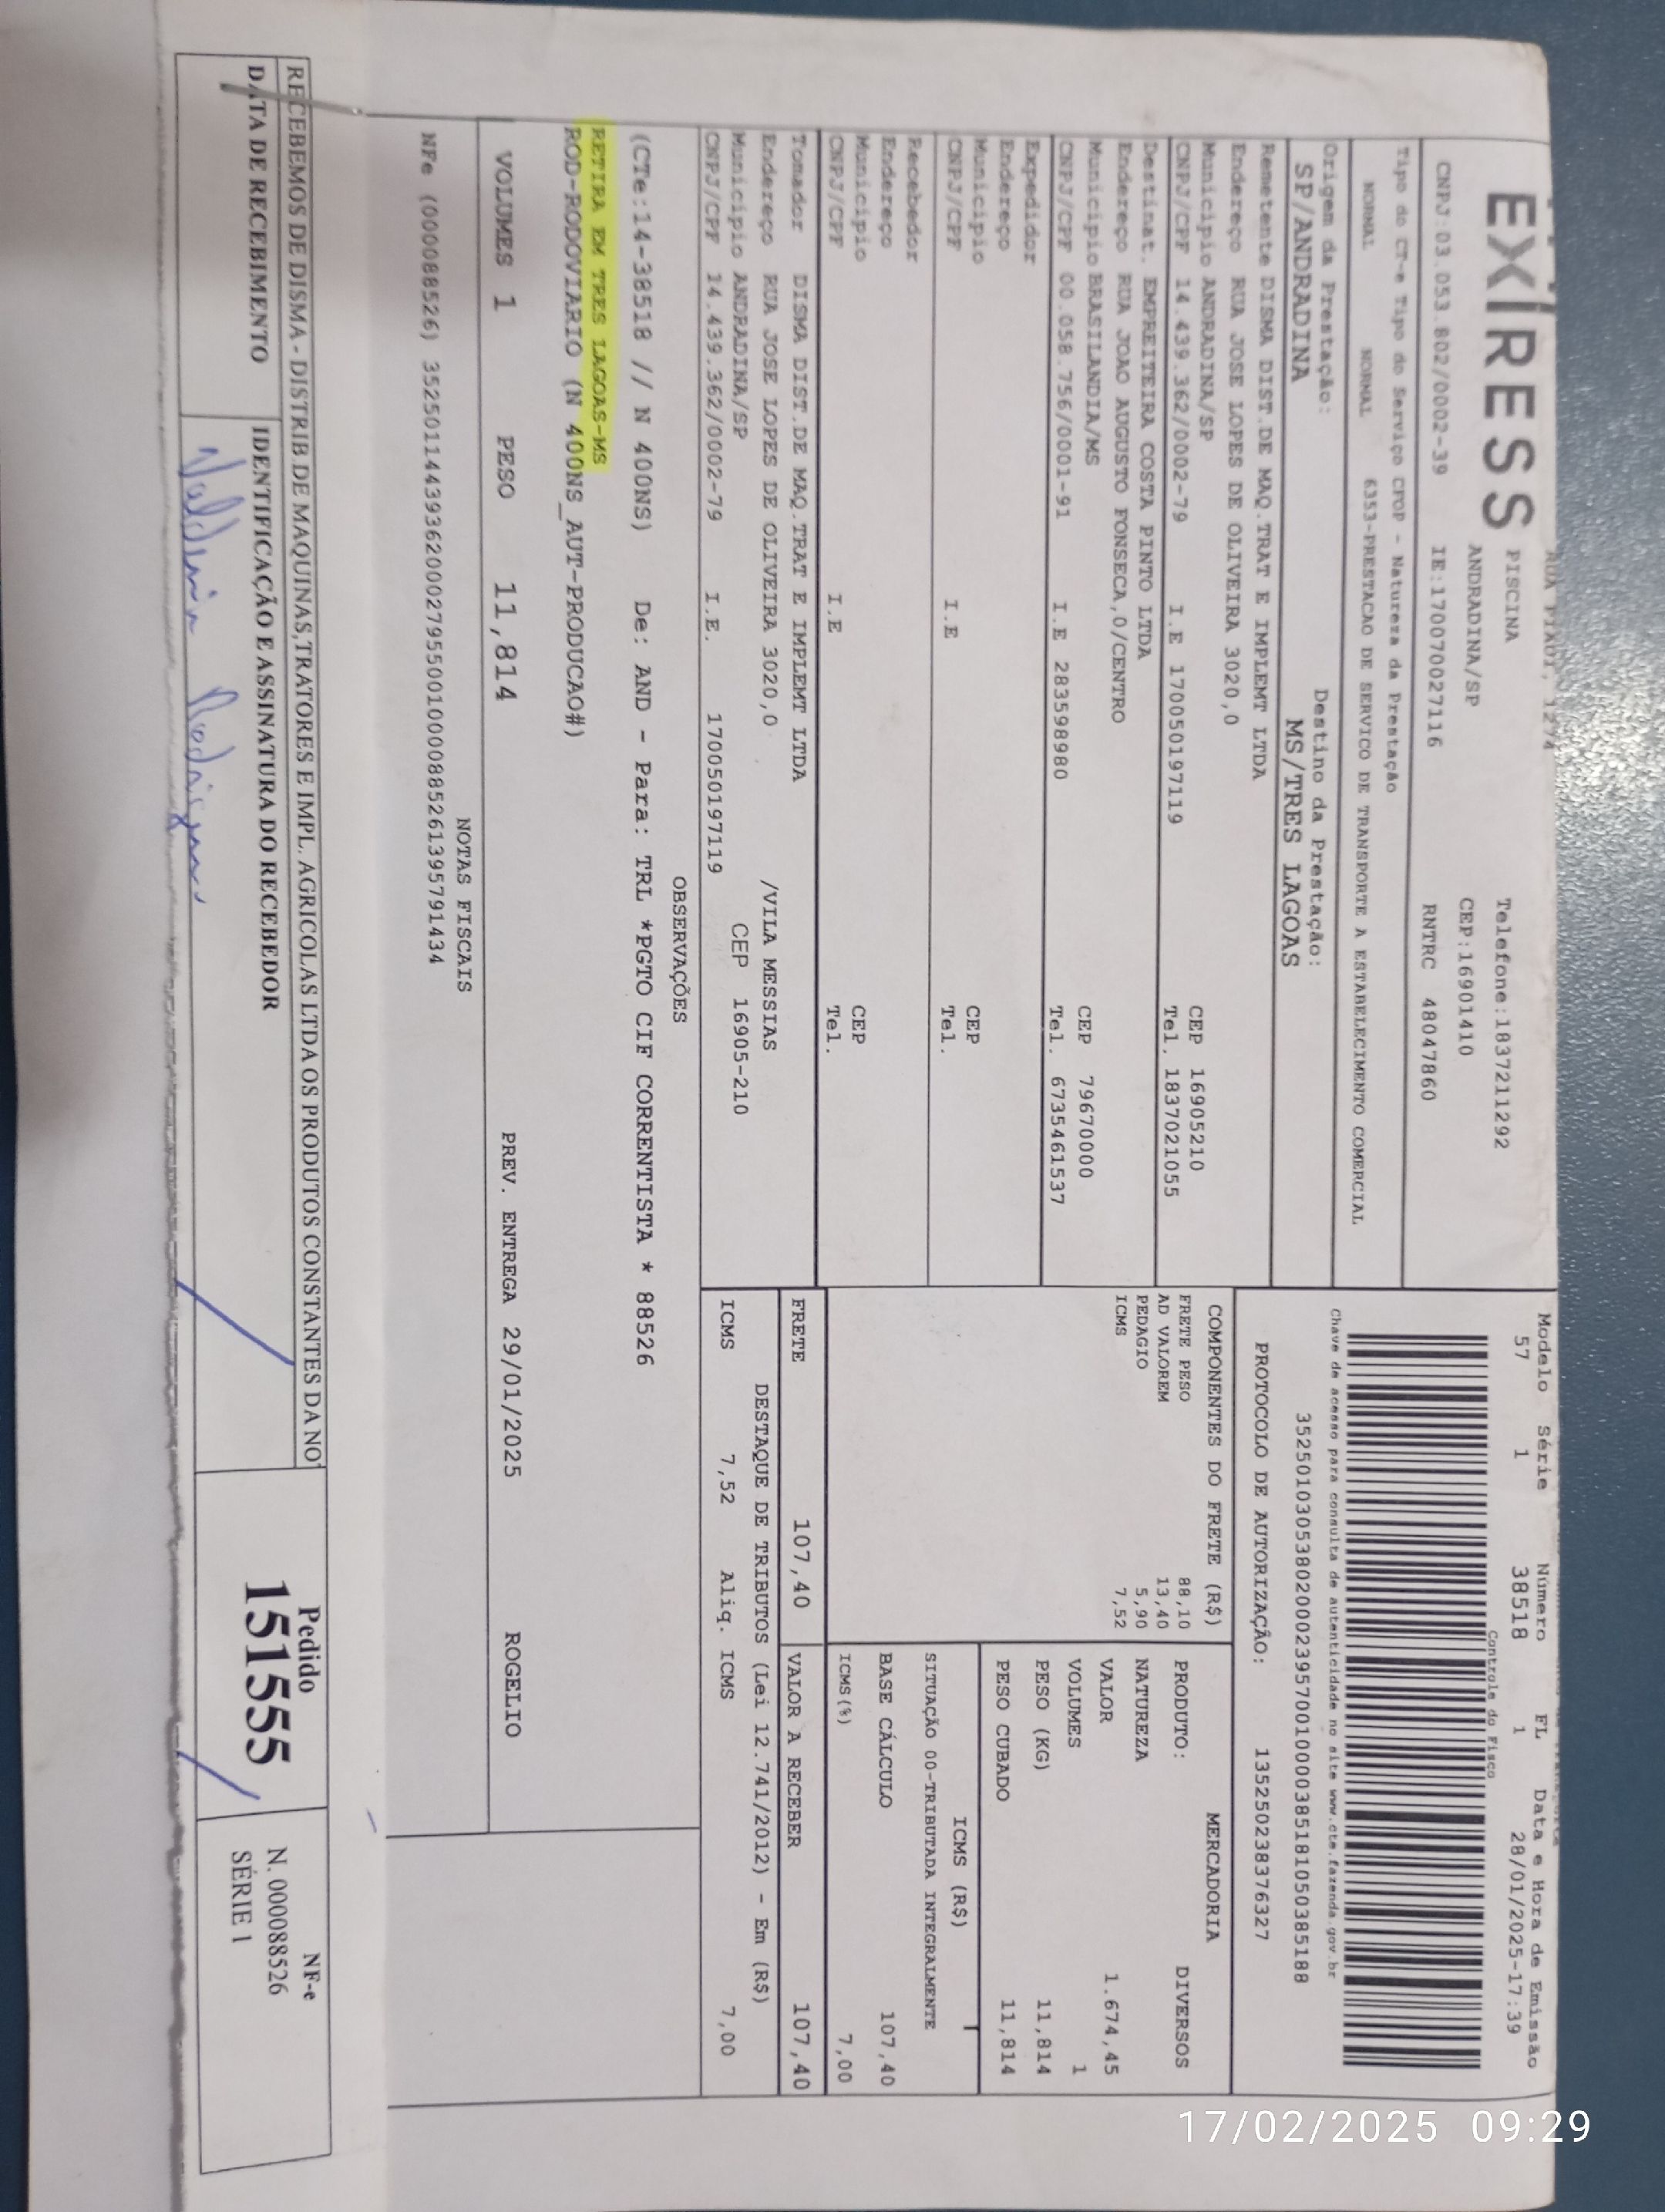 EXPRESS
RUA PIAUI, 1274
PISCINA
ANDRADINA/SP
Telefone:1837211292
CEP:16901410
CNPJ:03.053.802/0002-39 IE:170070027116 RNTRC 48047860
Modelo Série Número FL Data e Hora de Emissão
57 1 38518 1 28/01/2025-17:39
Controle do Fisco
Tipo do CT-e Tipo do Serviço CFOP - Natureza da Prestação
NORMAL NORMAL 6353-PRESTACAO DE SERVICO DE TRANSPORTE A ESTABELECIMENTO COMERCIAL
Chave de acesso para consulta de autenticidade no site www.cte.fazenda.gov.br
35250103053802000239570010000385181050385188
Origem da Prestação: Destino da Prestação:
SP/ANDRADINA MS/TRES LAGOAS
PROTOCOLO DE AUTORIZAÇÃO: 135250238376327
Remetente DISMA DIST.DE MAQ.TRAT E IMPLEMT LTDA
Endereço RUA JOSE LOPES DE OLIVEIRA 3020,0
Município ANDRADINA/SP CEP 16905210
CNPJ/CPF 14.439.362/0002-79 I.E 170050197119 Tel. 1837021055
Destinat. EMPREITEIRA COSTA PINTO LTDA
Endereço RUA JOAO AUGUSTO FONSECA,0/CENTRO
Município BRASILANDIA/MS CEP 79670000
CNPJ/CPF 00.058.756/0001-91 I.E 283598980 Tel. 6735461537
Expedidor
Endereço
Município CEP
CNPJ/CPF I.E Tel.
Recebedor
Endereço
Município CEP
CNPJ/CPF I.E Tel.
Tomador DISMA DIST.DE MAQ.TRAT E IMPLEMT LTDA
Endereço RUA JOSE LOPES DE OLIVEIRA 3020,0 /VILA MESSIAS
Município ANDRADINA/SP CEP 16905-210
CNPJ/CPF 14.439.362/0002-79 I.E. 170050197119
COMPONENTES DO FRETE (R$)
FRETE PESO 88,10
AD VALOREM 13,40
PEDAGIO 5,90
ICMS 7,52
MERCADORIA
PRODUTO: DIVERSOS
NATUREZA
VALOR 1.674,45
VOLUMES 1
PESO (KG) 11,814
PESO CUBADO 11,814
ICMS (R$)
SITUAÇÃO 00-TRIBUTADA INTEGRALMENTE
BASE CÁLCULO 107,40
ICMS(%) 7,00
FRETE 107,40 VALOR A RECEBER 107,40
DESTAQUE DE TRIBUTOS (Lei 12.741/2012) - Em (R$)
ICMS 7,52 Aliq. ICMS 7,00
OBSERVAÇÕES
(CTe:14-38518 // N 400NS) De: AND - Para: TRL *PGTO CIF CORRENTISTA * 88526
RETIRA EM TRES LAGOAS-MS
ROD-RODOVIARIO (N 400NS_AUT-PRODUCAO#)
VOLUMES 1 PESO 11,814 PREV. ENTREGA 29/01/2025 ROGELIO
NOTAS FISCAIS
NFe (000088526) 35250114439362000279550010000885261395791434
RECEBEMOS DE DISMA - DISTRIB DE MAQUINAS,TRATORES E IMPL. AGRICOLAS LTDA OS PRODUTOS CONSTANTES DA NO
DATA DE RECEBIMENTO IDENTIFICAÇÃO E ASSINATURA DO RECEBEDOR
Pedido
151555
NF-e
N. 000088526
SÉRIE 1
17/02/2025 09:29